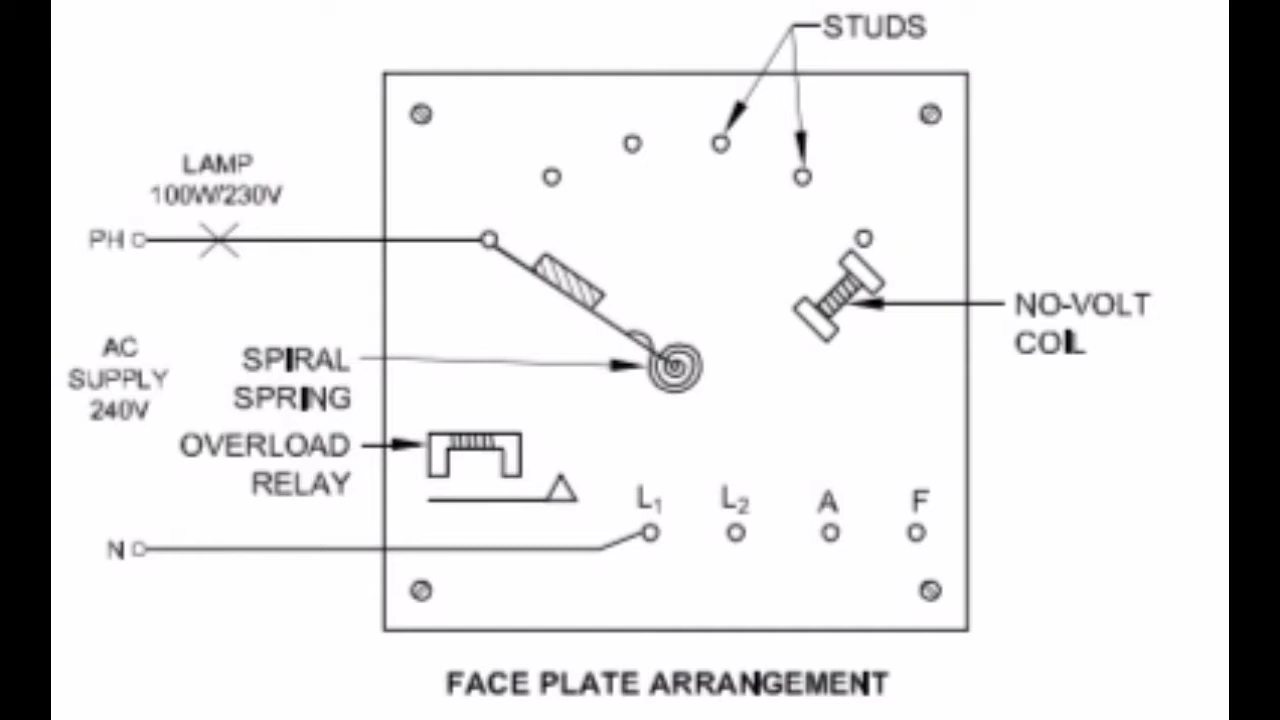 STUDS
LAMP
100W/230V
PH
NO-VOLT
COIL
AC
SUPPLY
240V
SPIRAL
SPRING
OVERLOAD
RELAY
L₁ L₂ A F
N
FACE PLATE ARRANGEMENT